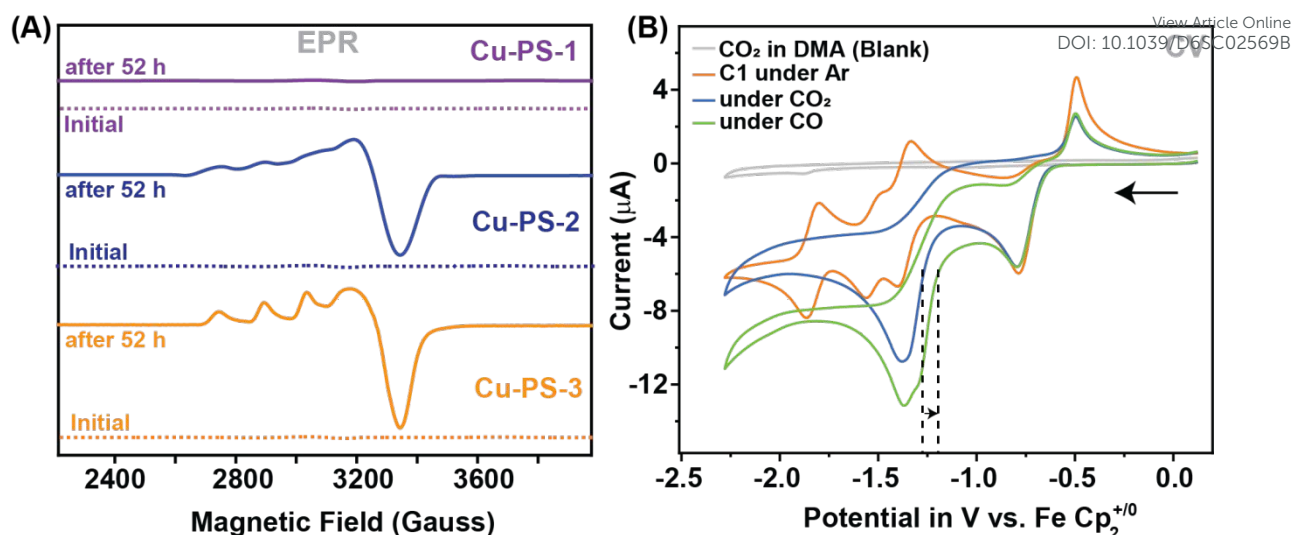 View Article Online
DOI: 10.1039/D6SC02569B
(A)
EPR
Cu-PS-1
after 52 h
Initial
after 52 h
Cu-PS-2
Initial
after 52 h
Cu-PS-3
Initial
2400 2800 3200 3600
Magnetic Field (Gauss)
(B)
CV
CO₂ in DMA (Blank)
C1 under Ar
under CO₂
under CO
4
0
-4
-8
-12
Current (µA)
-2.5 -2.0 -1.5 -1.0 -0.5 0.0
Potential in V vs. Fe Cp₂⁺/⁰